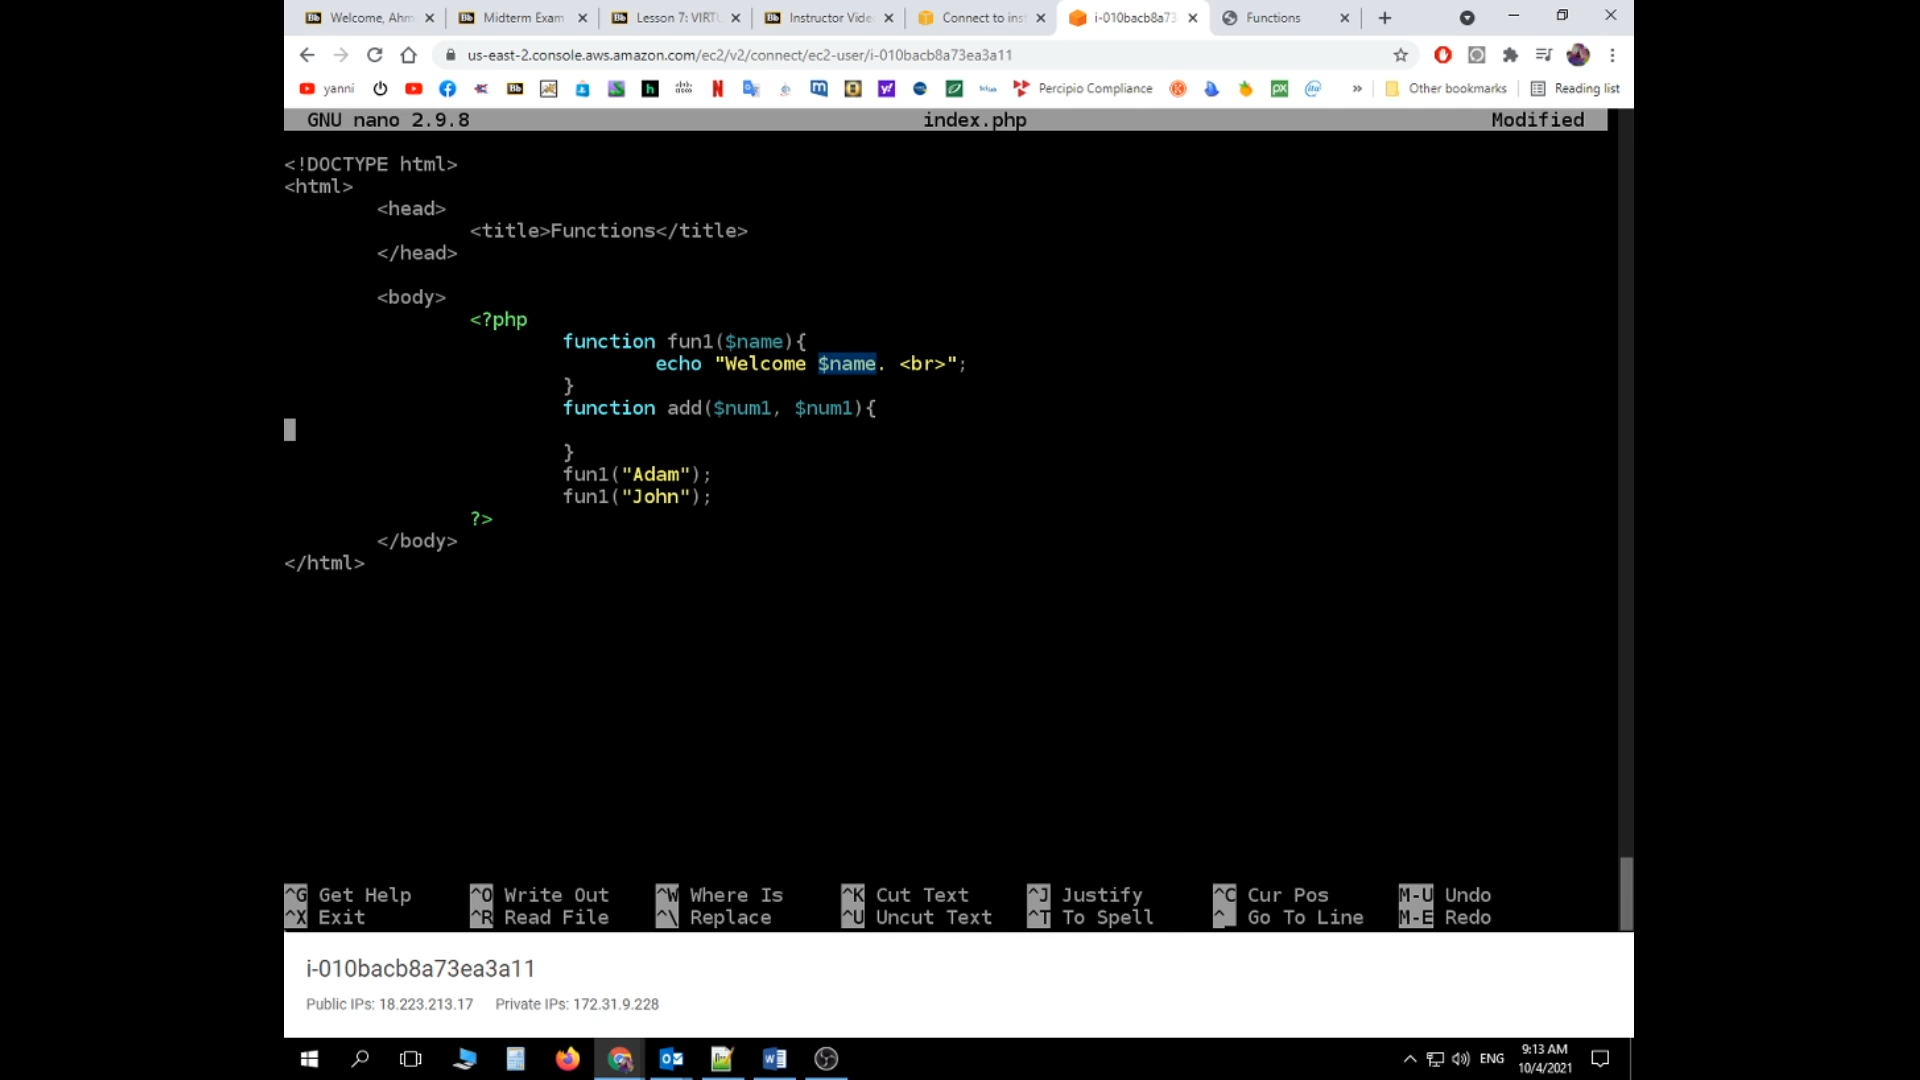 Welcome, Ahm
Midterm Exam
Lesson 7: VIRTU
Instructor Vide
Connect to ins
i-010bacb8a73
Functions
us-east-2.console.aws.amazon.com/ec2/v2/connect/ec2-user/i-010bacb8a73ea3a11
yanni
Percipio Compliance
» Other bookmarks
Reading list
GNU nano 2.9.8 index.php Modified
<!DOCTYPE html>
<html>
<head>
<title>Functions</title>
</head>
<body>
<?php
function fun1($name){
echo "Welcome $name. <br>";
}
function add($num1, $num1){
}
fun1("Adam");
fun1("John");
?>
</body>
</html>
^G Get Help ^O Write Out ^W Where Is ^K Cut Text ^J Justify ^C Cur Pos M-U Undo
^X Exit ^R Read File ^\ Replace ^U Uncut Text ^T To Spell ^_ Go To Line M-E Redo
i-010bacb8a73ea3a11
Public IPs: 18.223.213.17 Private IPs: 172.31.9.228
ENG
9:13 AM
10/4/2021